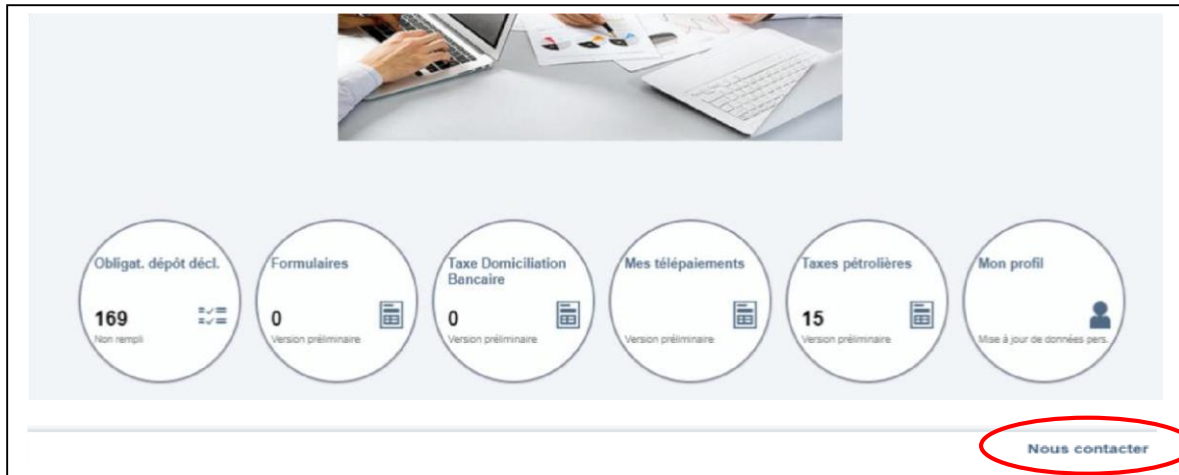 Obligat. dépôt décl.
169
Non rempli
Formulaires
0
Version préliminaire
Taxe Domiciliation
Bancaire
0
Version préliminaire
Mes télépaiements
Version préliminaire
Taxes pétrolières
15
Version préliminaire
Mon profil
Mise à jour de données pers.
Nous contacter